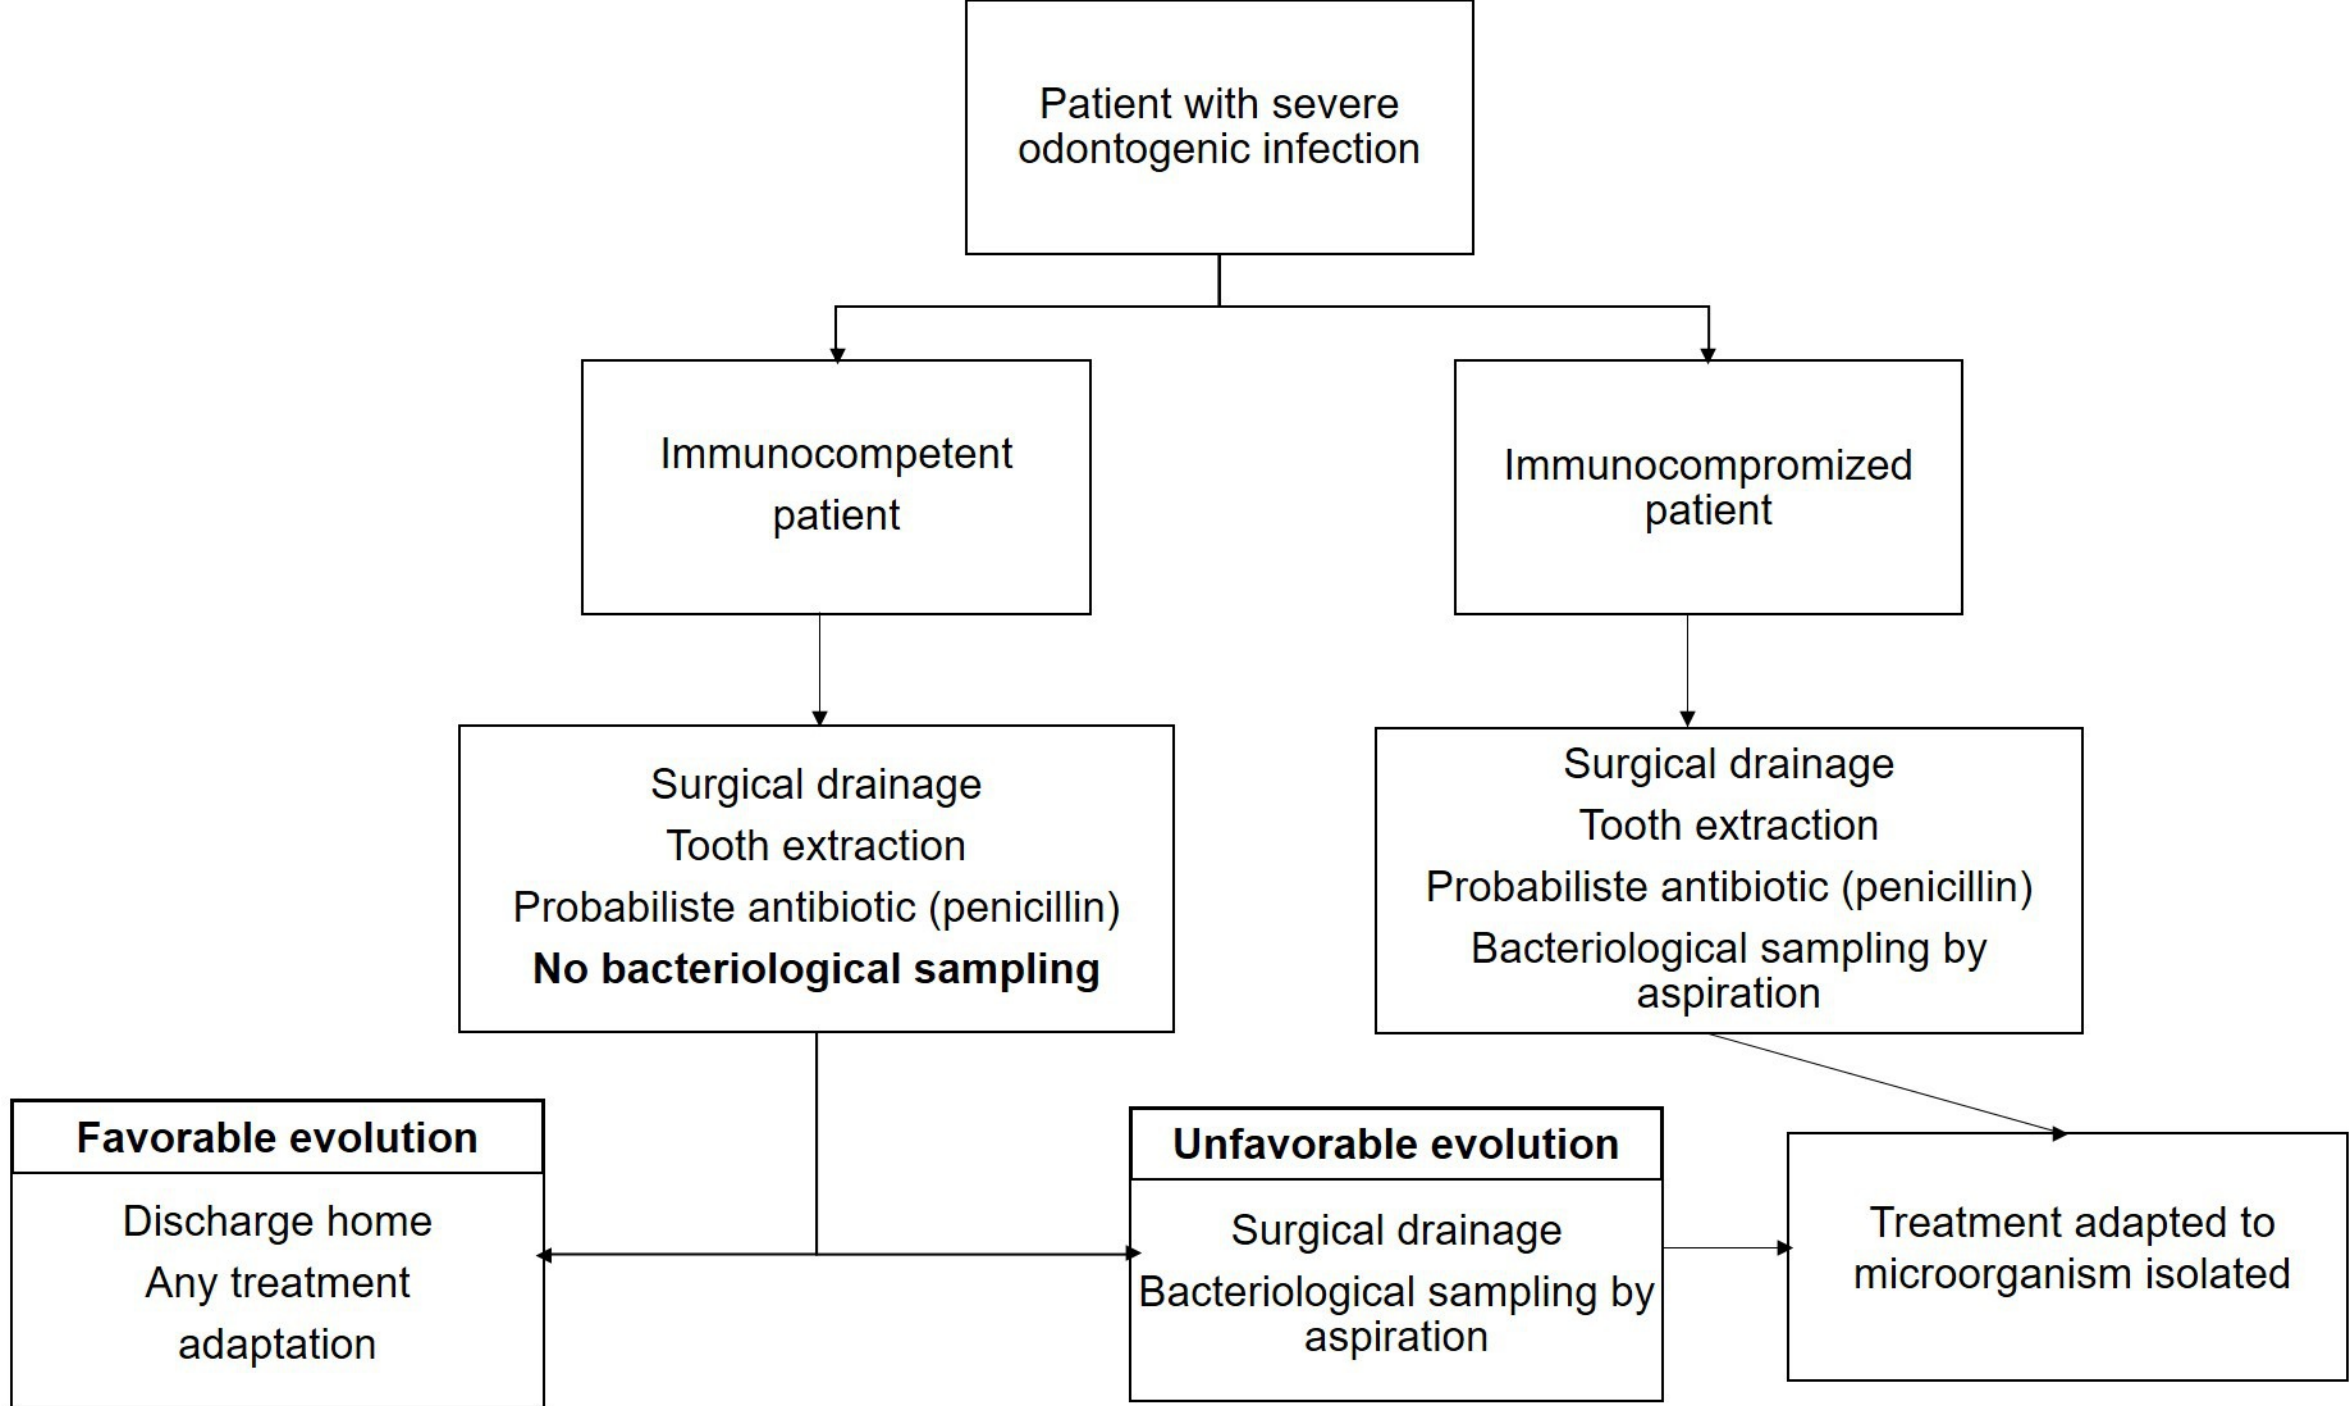 Patient with severe
odontogenic infection
Immunocompetent
patient
Immunocompromized
patient
Surgical drainage
Tooth extraction
Probabiliste antibiotic (penicillin)
No bacteriological sampling
Surgical drainage
Tooth extraction
Probabiliste antibiotic (penicillin)
Bacteriological sampling by
aspiration
Favorable evolution
Discharge home
Any treatment
adaptation
Unfavorable evolution
Surgical drainage
Bacteriological sampling by
aspiration
Treatment adapted to
microorganism isolated